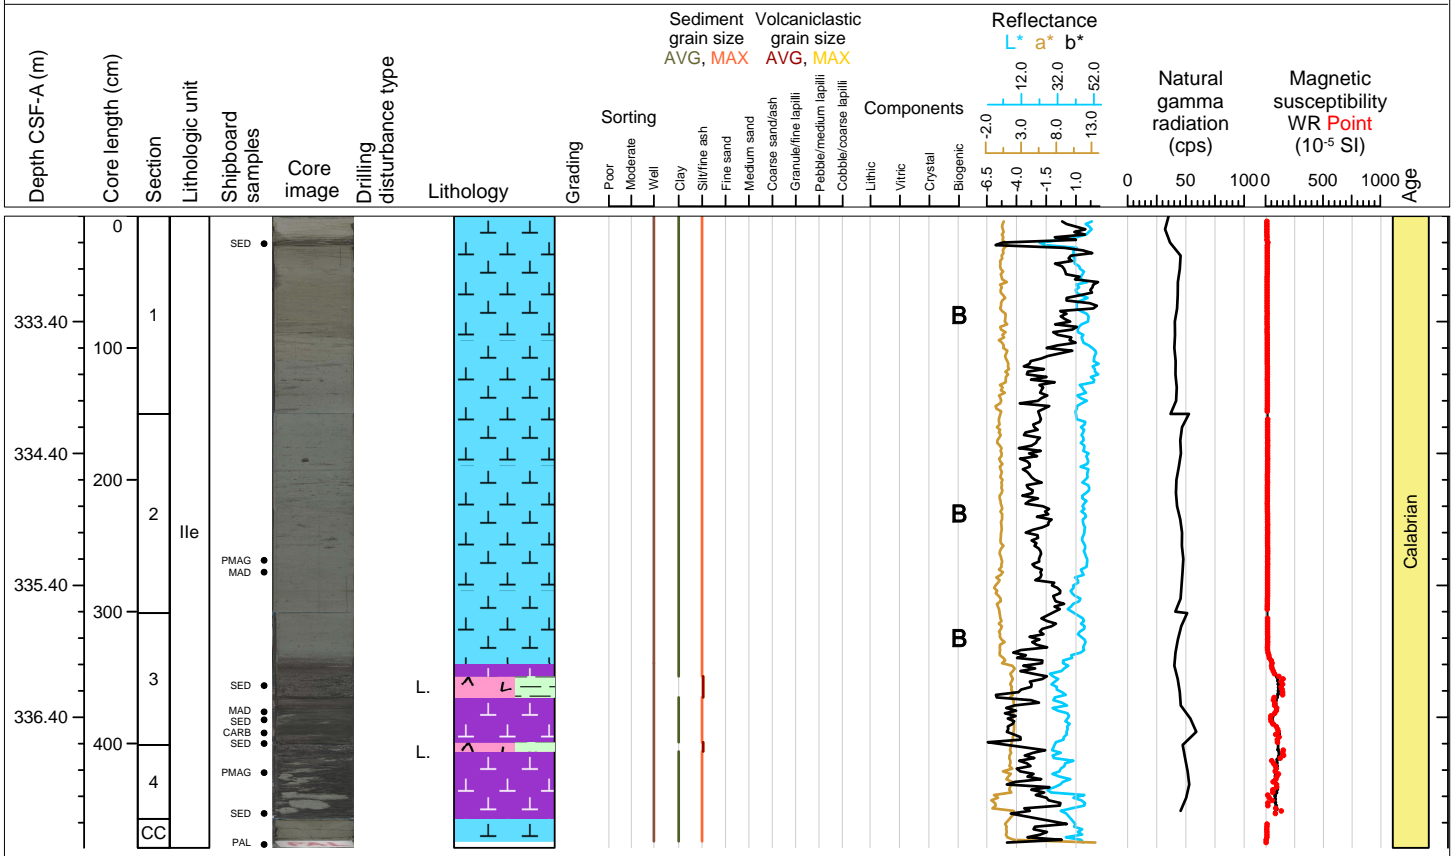 Depth CSF-A (m)
Core length (cm)
Section
Lithologic unit
Shipboard
samples
Core
image
Drilling
disturbance type
Lithology
Grading
Sorting
Poor
Moderate
Well
Sediment
grain size
AVG, MAX
Volcaniclastic
grain size
AVG, MAX
Clay
Silt/fine ash
Fine sand
Medium sand
Coarse sand/ash
Granule/fine lapilli
Pebble/medium lapilli
Cobble/coarse lapilli
Components
Lithic
Vitric
Crystal
Biogenic
Reflectance
L* a* b*
12.0 32.0 52.0
-2.0 3.0 8.0 13.0
-6.5 -4.0 -1.5 1.0
Natural
gamma
radiation
(cps)
0 50 100
Magnetic
susceptibility
WR Point
(10-5 SI)
0 500 1000
Age
0
SED
1
333.40
B
100
334.40
200
2
B
IIe
PMAG
MAD
335.40
300
B
3
SED
L.
MAD
336.40
SED
CARB
400
SED
L.
PMAG
4
SED
CC
PAL
Calabrian